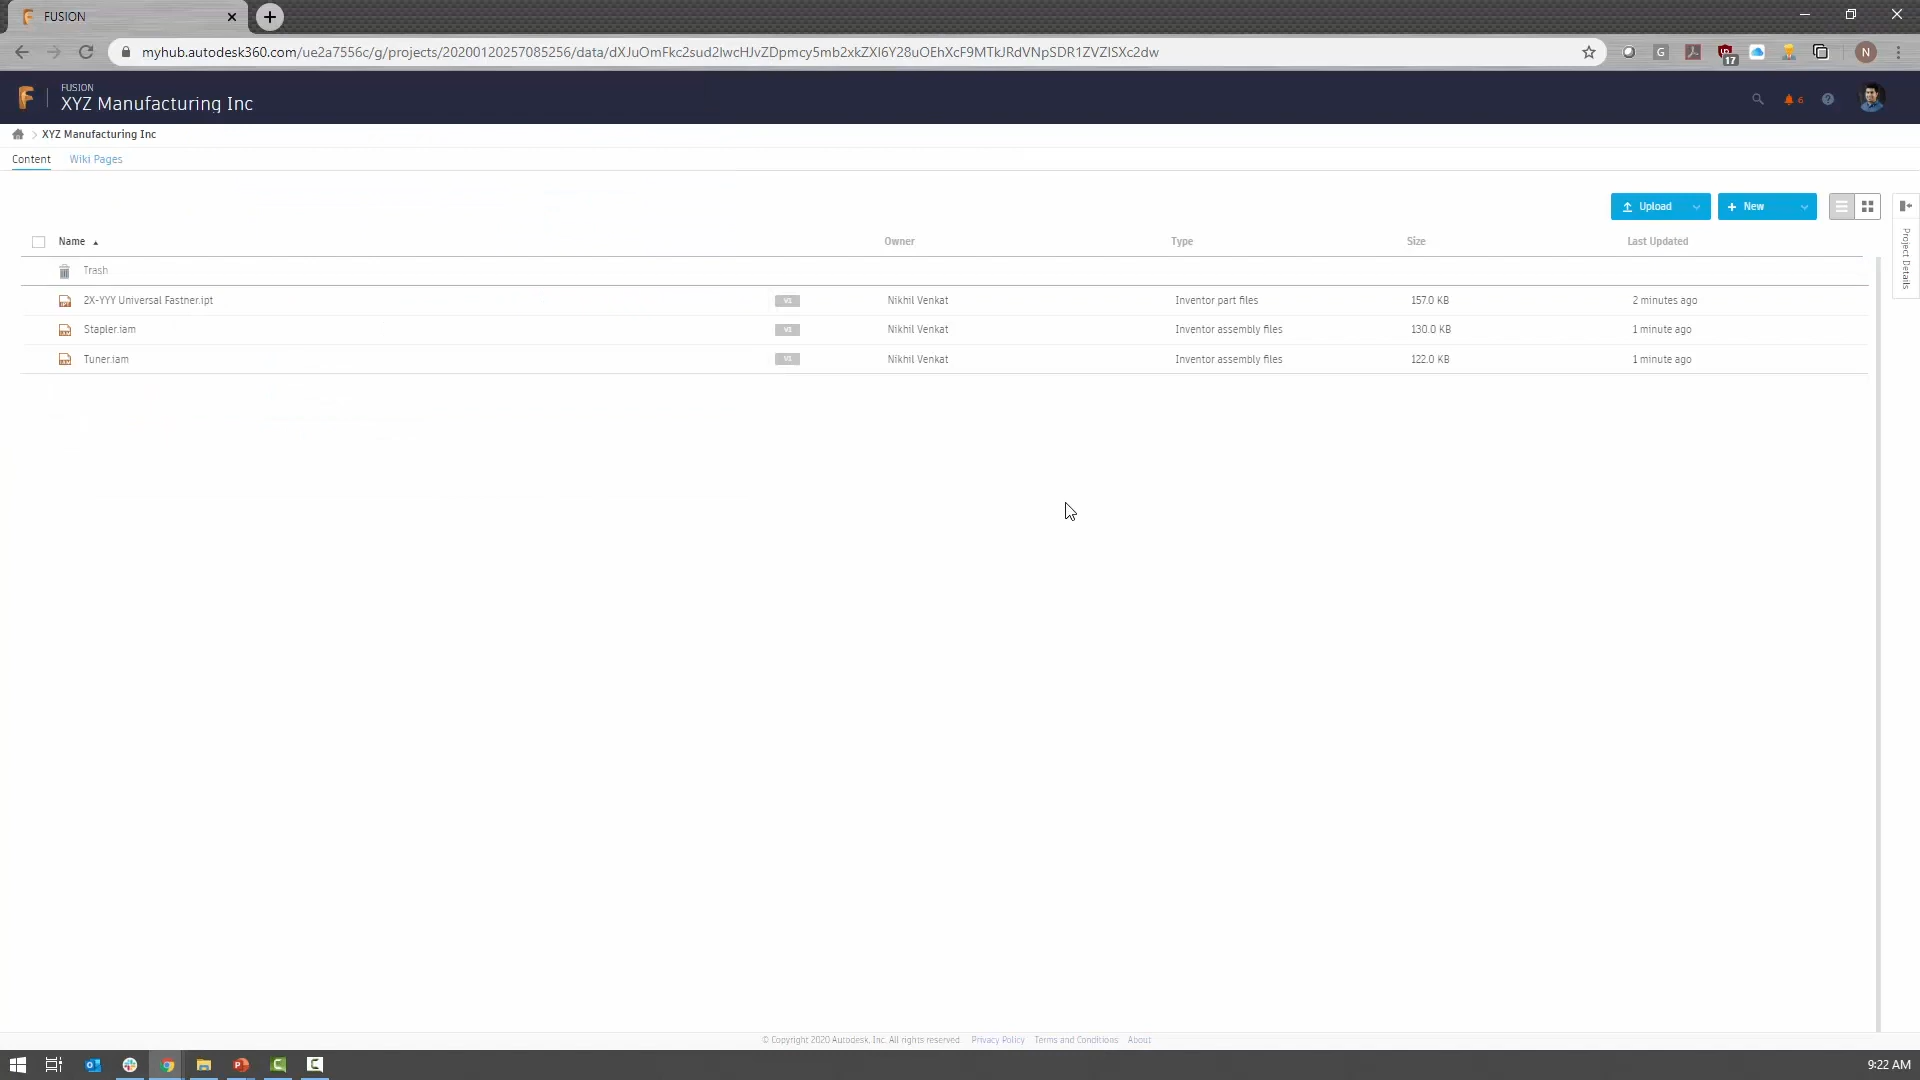 FUSION
myhub.autodesk360.com/ue2a7556c/g/projects/20200120257085256/data/dXJuOmFkc2sud2lwcHJvZDpmcy5mb2xkZXI6Y28uOEhXcF9MTkJRdVNpSDR1ZVZISXc2dw
G
17
N
FUSION
XYZ Manufacturing Inc
6
XYZ Manufacturing Inc
Content Wiki Pages
Upload New
Project Details
Name Owner Type Size Last Updated
Trash
2X-YYY Universal Fastner.ipt V1 Nikhil Venkat Inventor part files 157.0 KB 2 minutes ago
Stapler.iam V1 Nikhil Venkat Inventor assembly files 130.0 KB 1 minute ago
Tuner.iam V1 Nikhil Venkat Inventor assembly files 122.0 KB 1 minute ago
© Copyright 2020 Autodesk, Inc. All rights reserved. Privacy Policy Terms and Conditions About
9:22 AM